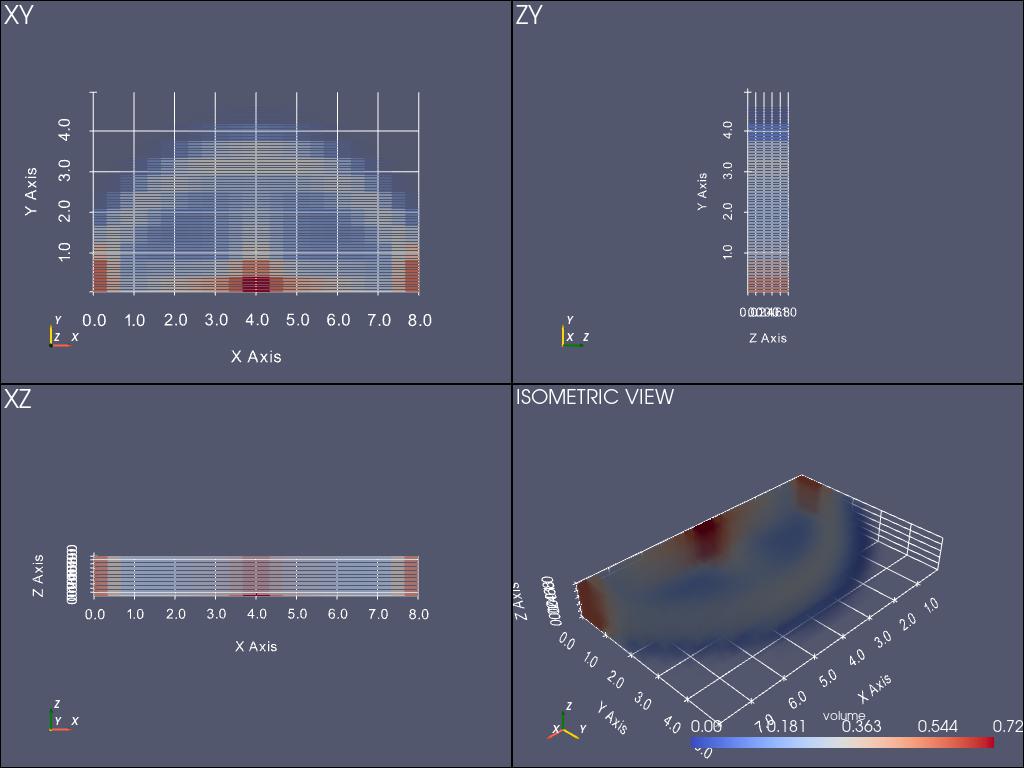 XY
4.0
3.0
2.0
1.0
Y Axis
0.0 1.0 2.0 3.0 4.0 5.0 6.0 7.0 8.0
X Axis
Y
Z X
ZY
4.0
3.0
2.0
1.0
Y Axis
Z Axis
Y
X Z
XZ
Z Axis
0.0 1.0 2.0 3.0 4.0 5.0 6.0 7.0 8.0
X Axis
Z
Y X
ISOMETRIC VIEW
Z Axis
0.0 1.0 2.0 3.0 4.0
Y Axis
7.0 6.0 5.0 4.0 3.0 2.0 1.0
X Axis
Z
X Y
volume
0.00 0.181 0.363 0.544 0.72